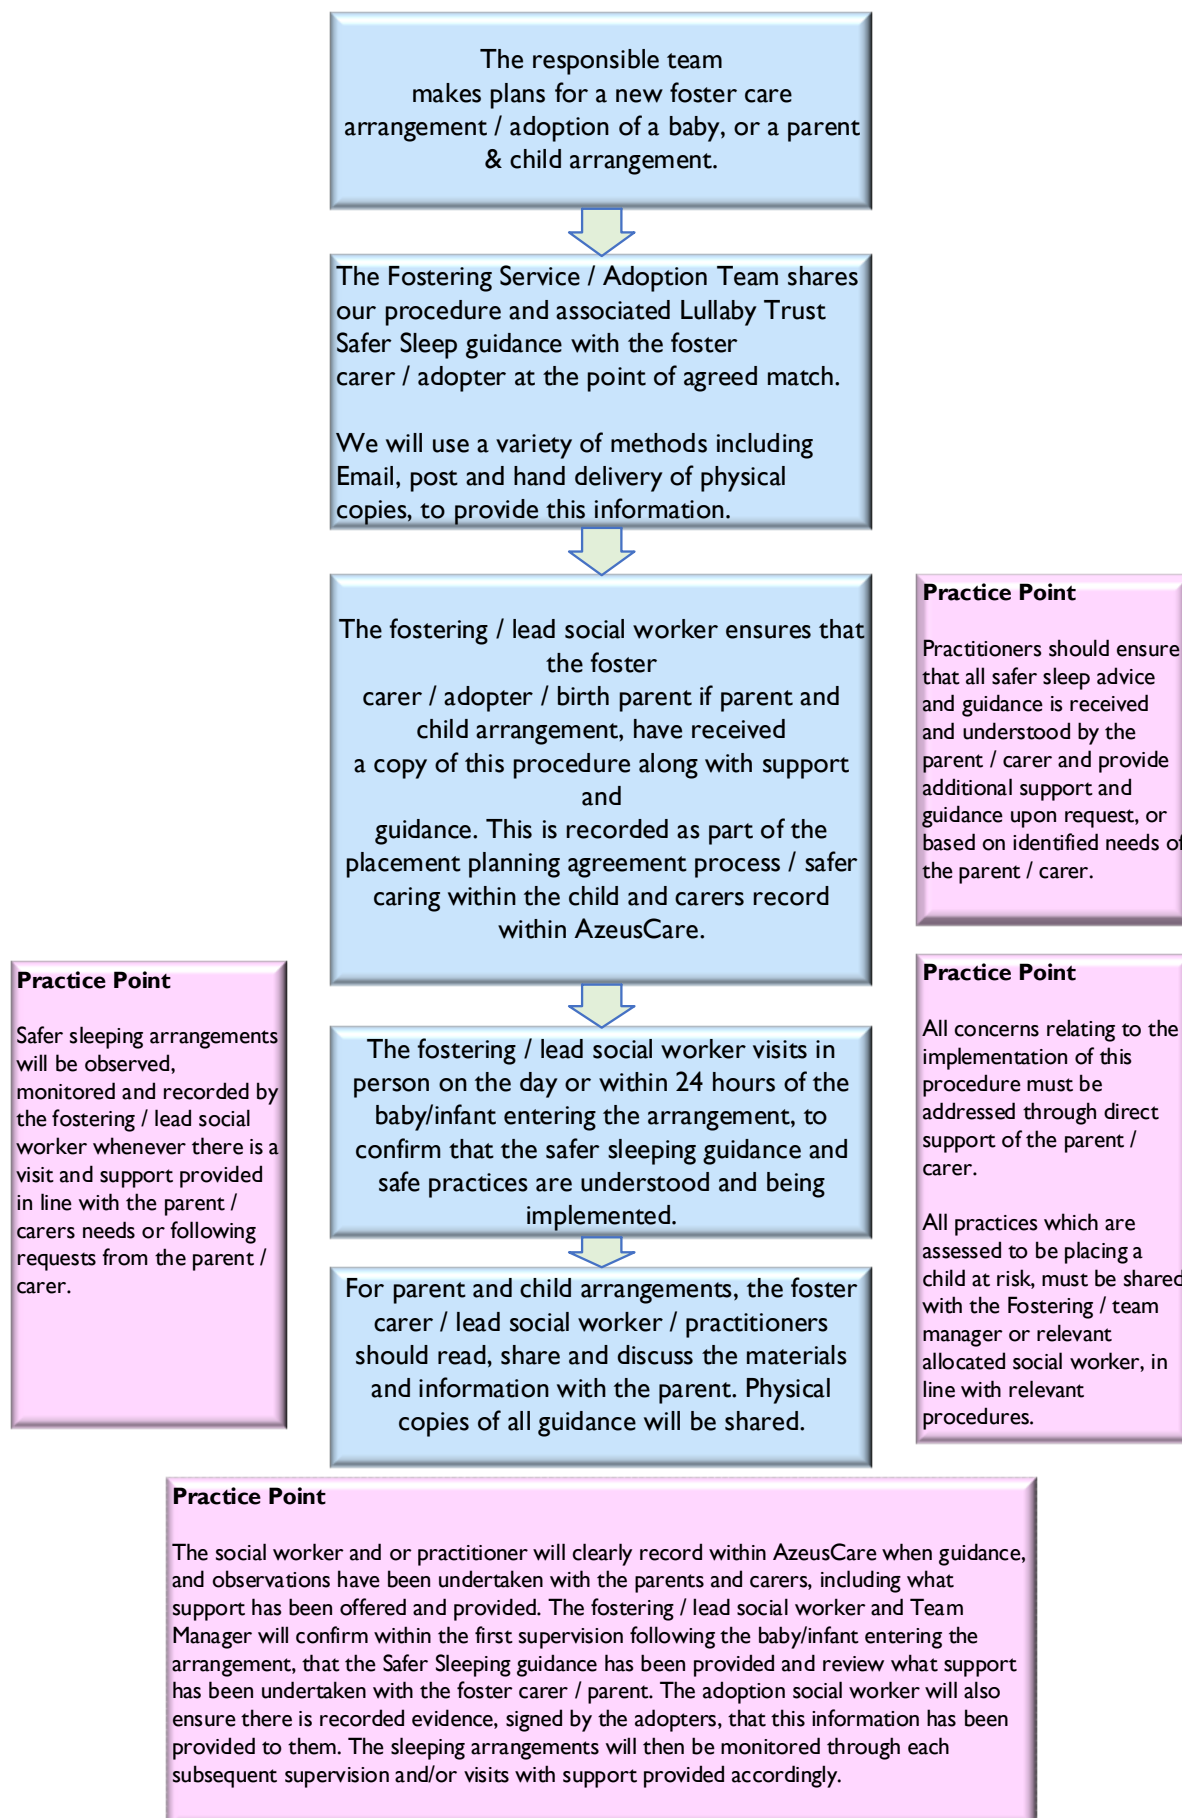 The responsible team
makes plans for a new foster care
arrangement / adoption of a baby, or a parent
& child arrangement.
The Fostering Service / Adoption Team shares
our procedure and associated Lullaby Trust
Safer Sleep guidance with the foster
carer / adopter at the point of agreed match.
We will use a variety of methods including
Email, post and hand delivery of physical
copies, to provide this information.
The fostering / lead social worker ensures that
the foster
carer / adopter / birth parent if parent and
child arrangement, have received
a copy of this procedure along with support
and
guidance. This is recorded as part of the
placement planning agreement process / safer
caring within the child and carers record
within AzeusCare.
Practice Point
Practitioners should ensure
that all safer sleep advice
and guidance is received
and understood by the
parent / carer and provide
additional support and
guidance upon request, or
based on identified needs of
the parent / carer.
Practice Point
Safer sleeping arrangements
will be observed,
monitored and recorded by
the fostering / lead social
worker whenever there is a
visit and support provided
in line with the parent /
carers needs or following
requests from the parent /
carer.
The fostering / lead social worker visits in
person on the day or within 24 hours of the
baby/infant entering the arrangement, to
confirm that the safer sleeping guidance and
safe practices are understood and being
implemented.
Practice Point
All concerns relating to the
implementation of this
procedure must be
addressed through direct
support of the parent /
carer.
All practices which are
assessed to be placing a
child at risk, must be shared
with the Fostering / team
manager or relevant
allocated social worker, in
line with relevant
procedures.
For parent and child arrangements, the foster
carer / lead social worker / practitioners
should read, share and discuss the materials
and information with the parent. Physical
copies of all guidance will be shared.
Practice Point
The social worker and or practitioner will clearly record within AzeusCare when guidance,
and observations have been undertaken with the parents and carers, including what
support has been offered and provided. The fostering / lead social worker and Team
Manager will confirm within the first supervision following the baby/infant entering the
arrangement, that the Safer Sleeping guidance has been provided and review what support
has been undertaken with the foster carer / parent. The adoption social worker will also
ensure there is recorded evidence, signed by the adopters, that this information has been
provided to them. The sleeping arrangements will then be monitored through each
subsequent supervision and/or visits with support provided accordingly.